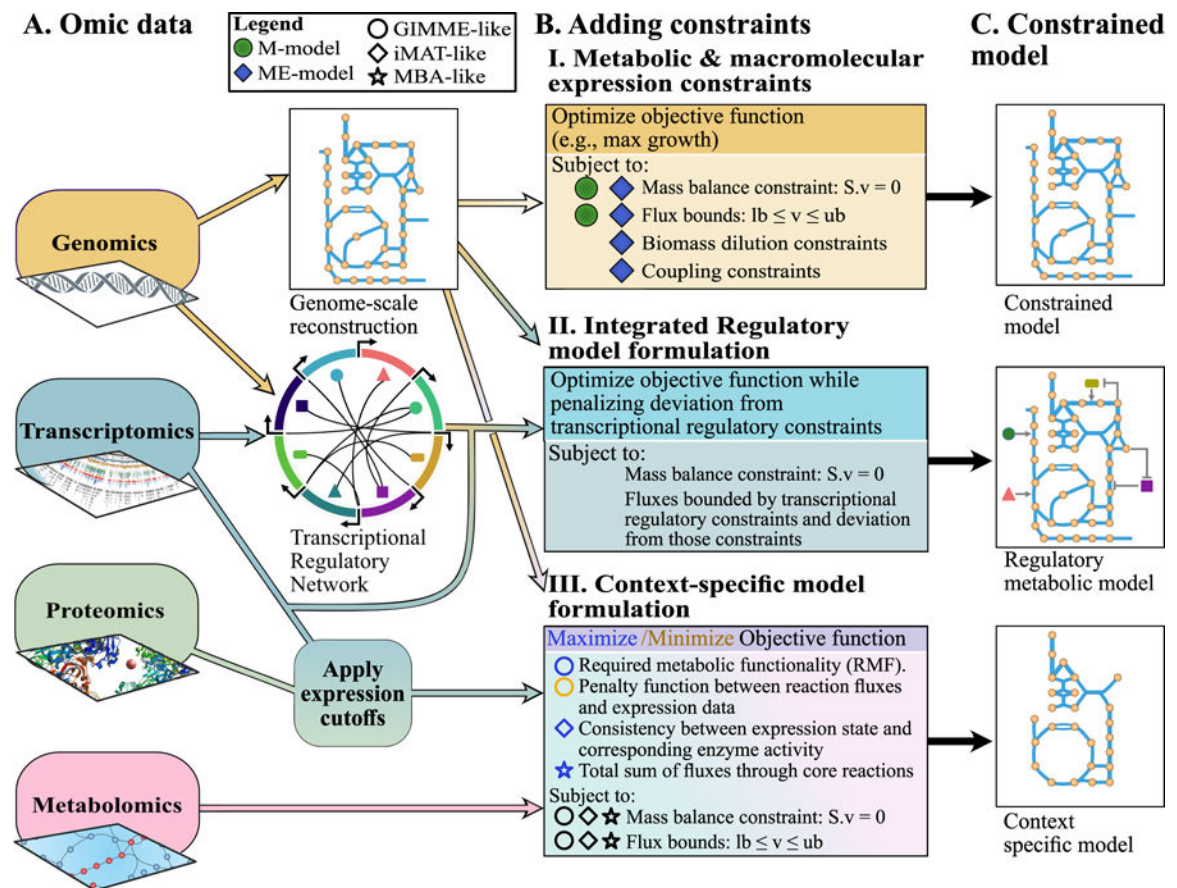 A. Omic data
Legend
M-model
ME-model
GIMME-like
iMAT-like
MBA-like
Genomics
Transcriptomics
Proteomics
Metabolomics
Genome-scale
reconstruction
Transcriptional
Regulatory
Network
Apply
expression
cutoffs
B. Adding constraints
I. Metabolic & macromolecular
expression constraints
Optimize objective function
(e.g., max growth)
Subject to:
Mass balance constraint: S.v = 0
Flux bounds: lb ≤ v ≤ ub
Biomass dilution constraints
Coupling constraints
II. Integrated Regulatory
model formulation
Optimize objective function while
penalizing deviation from
transcriptional regulatory constraints
Subject to:
Mass balance constraint: S.v = 0
Fluxes bounded by transcriptional
regulatory constraints and deviation
from those constraints
III. Context-specific model
formulation
Maximize /Minimize Objective function
Required metabolic functionality (RMF).
Penalty function between reaction fluxes
and expression data
Consistency between expression state and
corresponding enzyme activity
Total sum of fluxes through core reactions
Subject to:
Mass balance constraint: S.v = 0
Flux bounds: lb ≤ v ≤ ub
C. Constrained
model
Constrained
model
Regulatory
metabolic model
Context
specific model